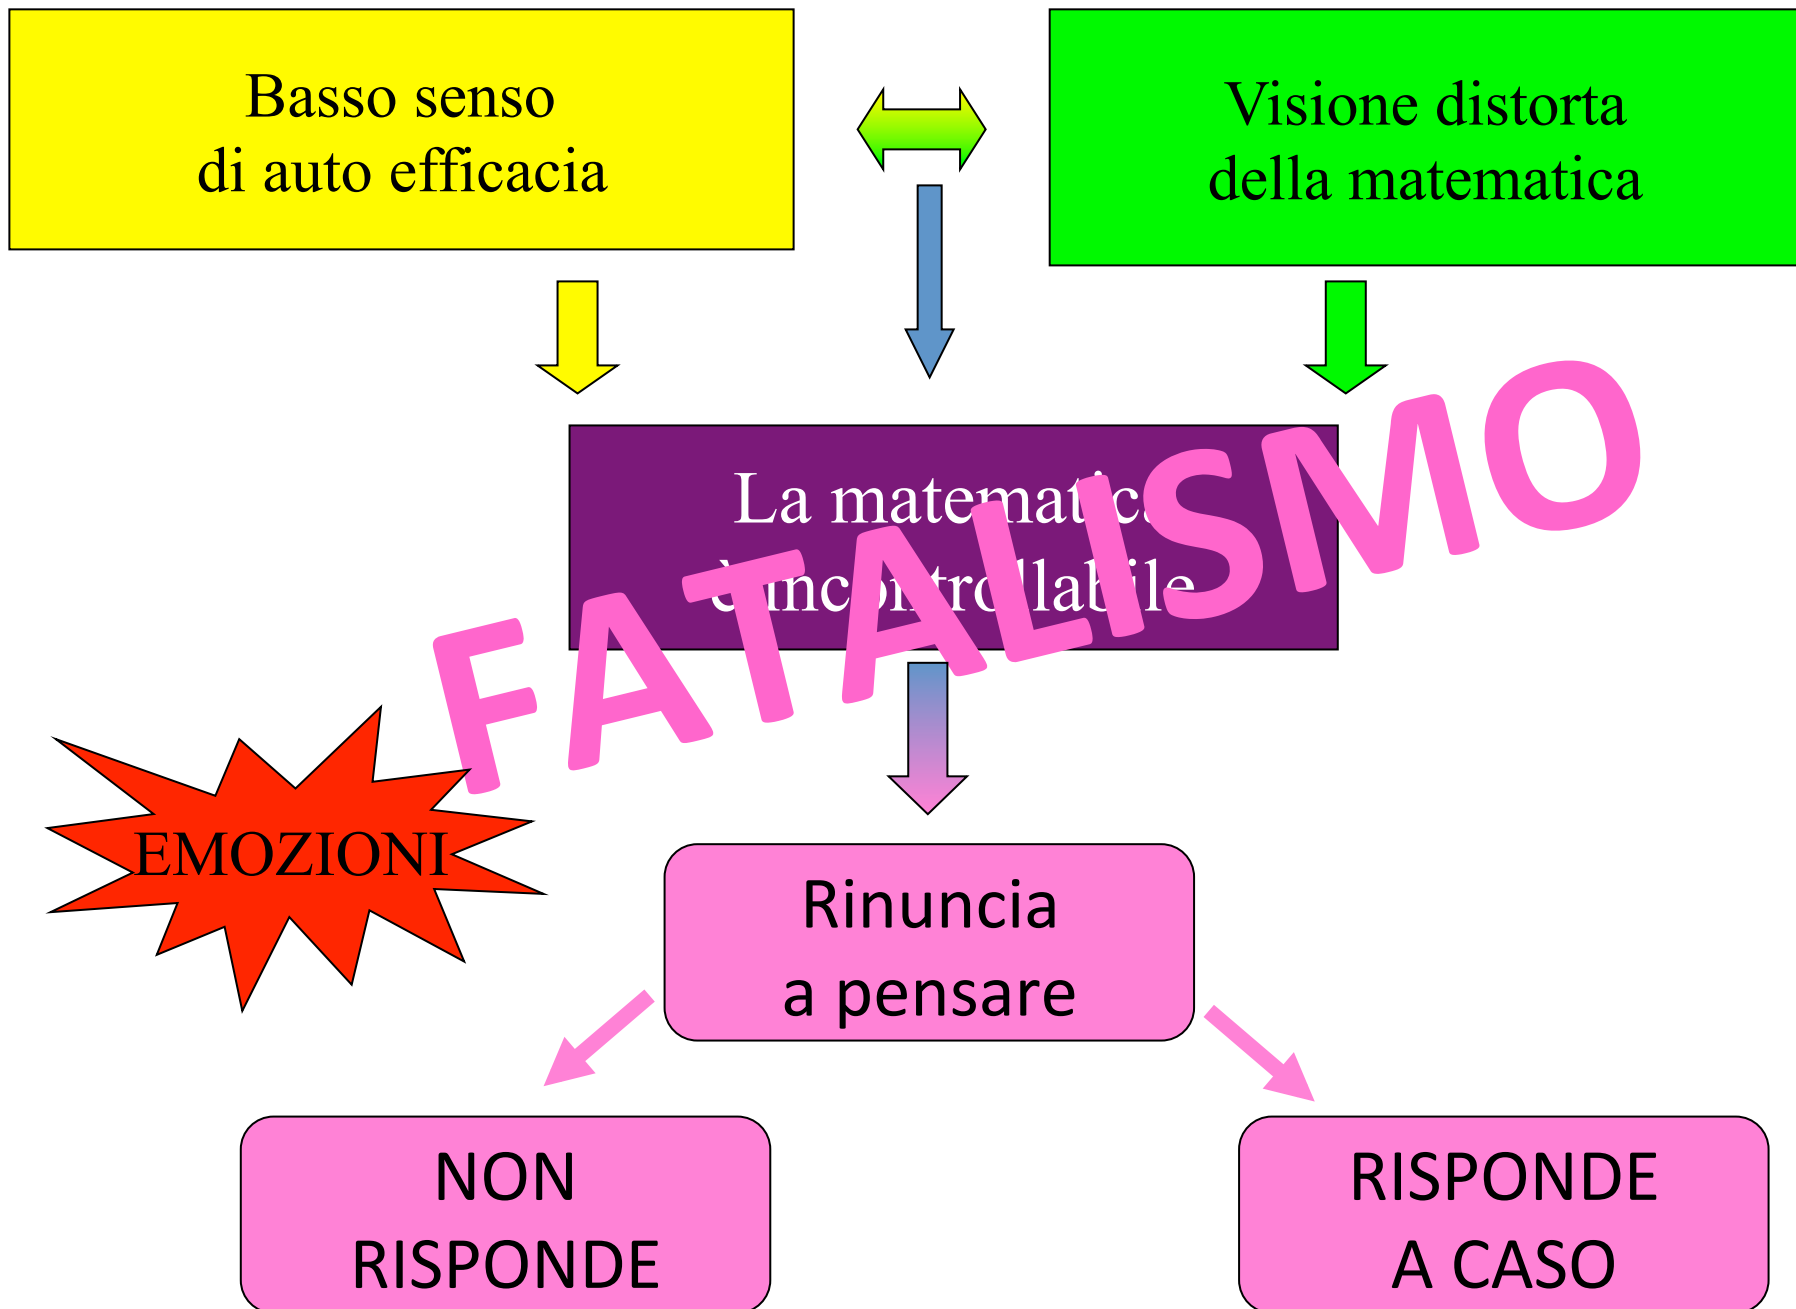 Basso senso
di auto efficacia
Visione distorta
della matematica
La matematica
è incontrollabile
FATALISMO
EMOZIONI
Rinuncia
a pensare
NON
RISPONDE
RISPONDE
A CASO